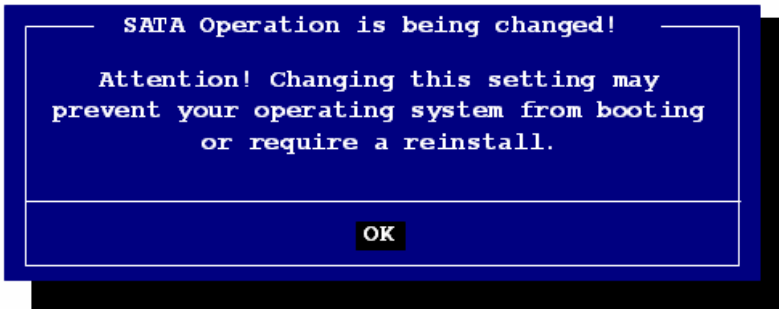 SATA Operation is being changed!
Attention! Changing this setting may
prevent your operating system from booting
or require a reinstall.
OK